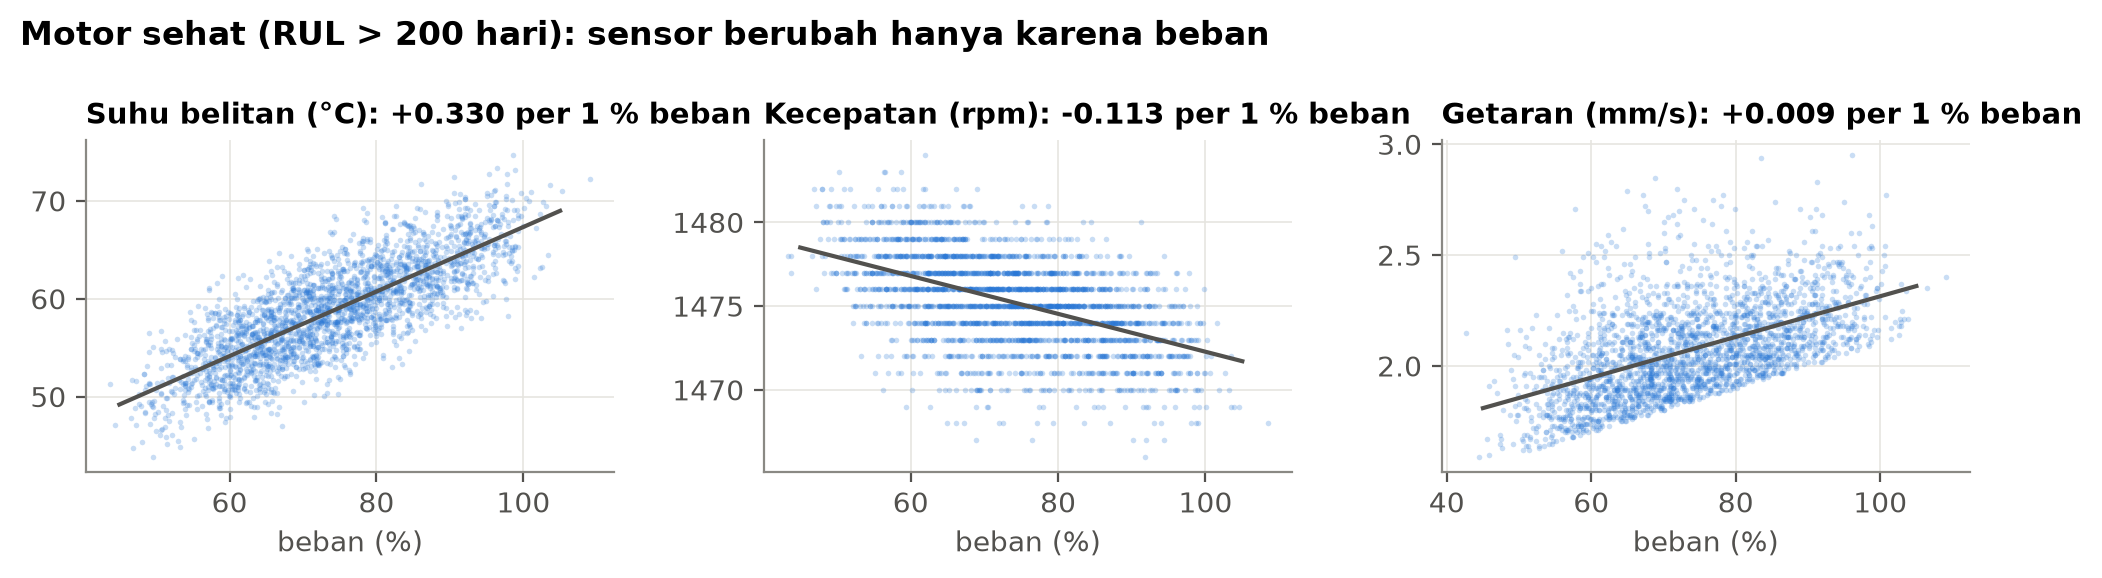 Motor sehat (RUL > 200 hari): sensor berubah hanya karena beban
Suhu belitan (°C): +0.330 per 1 % beban
70
60
50
60 80 100
beban (%)
Kecepatan (rpm): -0.113 per 1 % beban
1480
1475
1470
60 80 100
beban (%)
Getaran (mm/s): +0.009 per 1 % beban
3.0
2.5
2.0
40 60 80 100
beban (%)